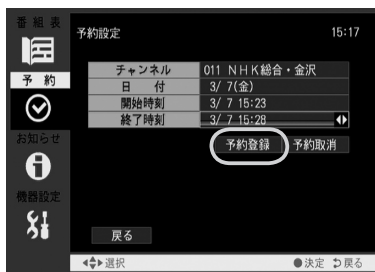 番組表
予約設定 15:17
予約
チャンネル 011 NHK総合・金沢
日 付 3/ 7(金)
開始時刻 3/ 7 15:23
終了時刻 3/ 7 15:28
お知らせ
予約登録 予約取消
機器設定
戻る
選択 決定 戻る